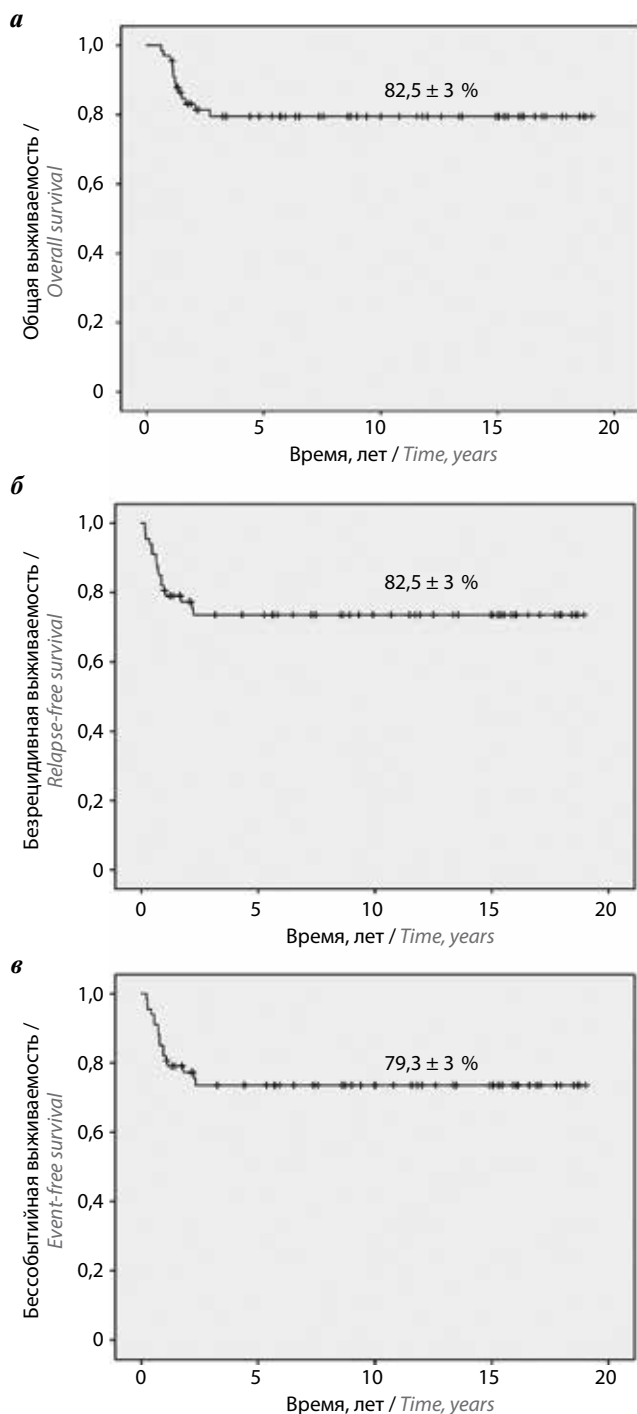 а
Общая выживаемость /
Overall survival
1,0
0,8
0,6
0,4
0,2
0
82,5 ± 3 %
0 5 10 15 20
Время, лет / Time, years
б
Безрецидивная выживаемость /
Relapse-free survival
1,0
0,8
0,6
0,4
0,2
0
82,5 ± 3 %
0 5 10 15 20
Время, лет / Time, years
в
Бессобытийная выживаемость /
Event-free survival
1,0
0,8
0,6
0,4
0,2
0
79,3 ± 3 %
0 5 10 15 20
Время, лет / Time, years